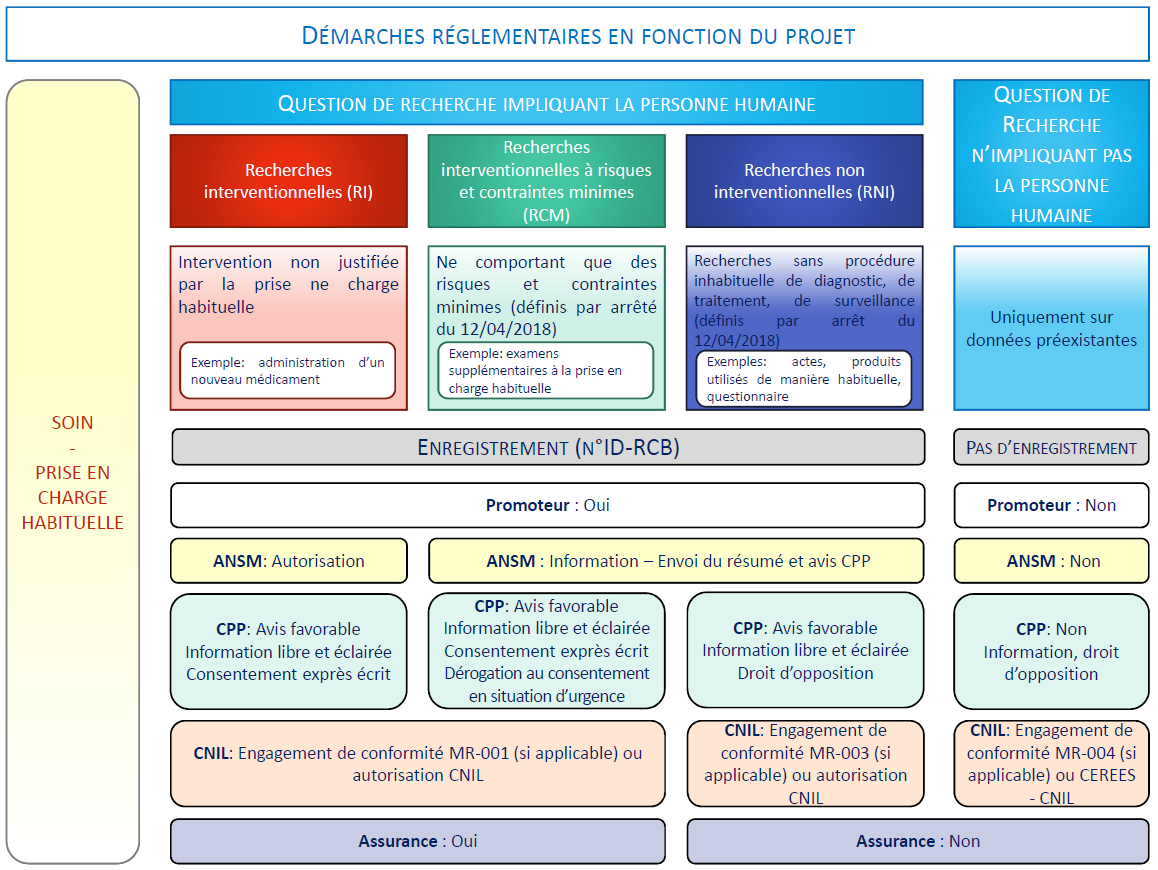 DÉMARCHES RÉGLEMENTAIRES EN FONCTION DU PROJET
SOIN
-
PRISE EN
CHARGE
HABITUELLE
QUESTION DE RECHERCHE IMPLIQUANT LA PERSONNE HUMAINE
QUESTION DE
RECHERCHE
N'IMPLIQUANT PAS
LA PERSONNE
HUMAINE
Recherches
interventionnelles (RI)
Recherches
interventionnelles à risques
et contraintes minimes
(RCM)
Recherches non
interventionnelles (RNI)
Intervention non justifiée
par la prise ne charge
habituelle
Exemple: administration d'un
nouveau médicament
Ne comportant que des
risques et contraintes
minimes (définis par arrêté
du 12/04/2018)
Exemple: examens
supplémentaires à la prise en
charge habituelle
Recherches sans procédure
inhabituelle de diagnostic, de
traitement, de surveillance
(définis par arrêt du
12/04/2018)
Exemples: actes, produits
utilisés de manière habituelle,
questionnaire
Uniquement sur
données préexistantes
ENREGISTREMENT (N°ID-RCB)
PAS D'ENREGISTREMENT
Promoteur : Oui
Promoteur : Non
ANSM: Autorisation
ANSM : Information – Envoi du résumé et avis CPP
ANSM : Non
CPP: Avis favorable
Information libre et éclairée
Consentement exprès écrit
CPP: Avis favorable
Information libre et éclairée
Consentement exprès écrit
Dérogation au consentement
en situation d'urgence
CPP: Avis favorable
Information libre et éclairée
Droit d'opposition
CPP: Non
Information, droit
d'opposition
CNIL: Engagement de conformité MR-001 (si applicable) ou
autorisation CNIL
CNIL: Engagement de
conformité MR-003 (si
applicable) ou autorisation
CNIL
CNIL: Engagement de
conformité MR-004 (si
applicable) ou CEREES
- CNIL
Assurance : Oui
Assurance : Non